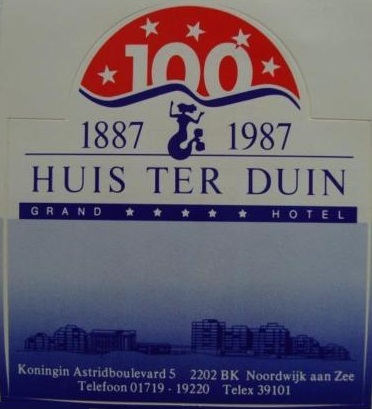 100
1887 1987
HUIS TER DUIN
GRAND ★ ★ ★ ★ ★ HOTEL
Koningin Astridboulevard 5 2202 BK Noordwijk aan Zee
Telefoon 01719 - 19220 Telex 39101